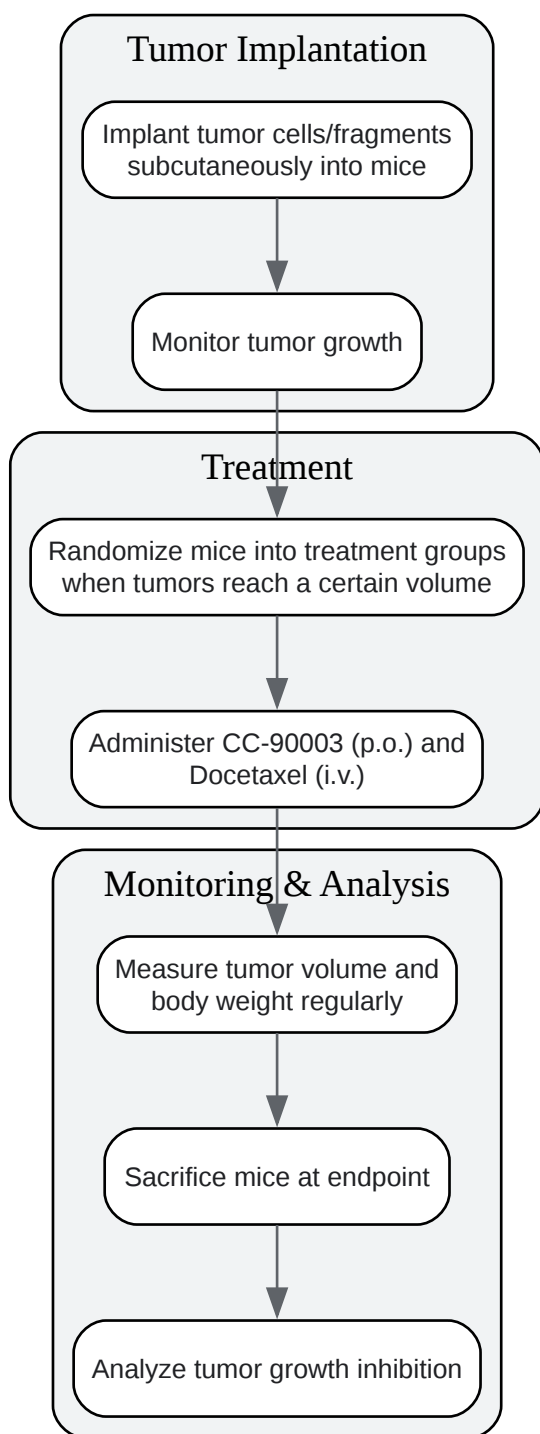 Tumor Implantation
Implant tumor cells/fragments
subcutaneously into mice
Monitor tumor growth
Treatment
Randomize mice into treatment groups
when tumors reach a certain volume
Administer CC-90003 (p.o.) and
Docetaxel (i.v.)
Monitoring & Analysis
Measure tumor volume and
body weight regularly
Sacrifice mice at endpoint
Analyze tumor growth inhibition